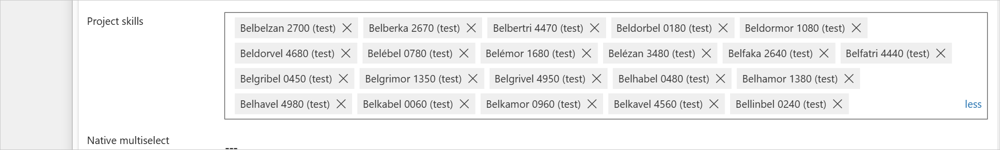 Project skills
Belbelzan 2700 (test) Belberka 2670 (test) Belbertri 4470 (test) Beldorbel 0180 (test) Beldormor 1080 (test)
Beldorvel 4680 (test) Belébel 0780 (test) Belémor 1680 (test) Belézan 3480 (test) Belfaka 2640 (test) Belfatri 4440 (test)
Belgribel 0450 (test) Belgrimor 1350 (test) Belgrivel 4950 (test) Belhabel 0480 (test) Belhamor 1380 (test)
Belhavel 4980 (test) Belkabel 0060 (test) Belkamor 0960 (test) Belkavel 4560 (test) Bellinbel 0240 (test) less
Native multiselect
---